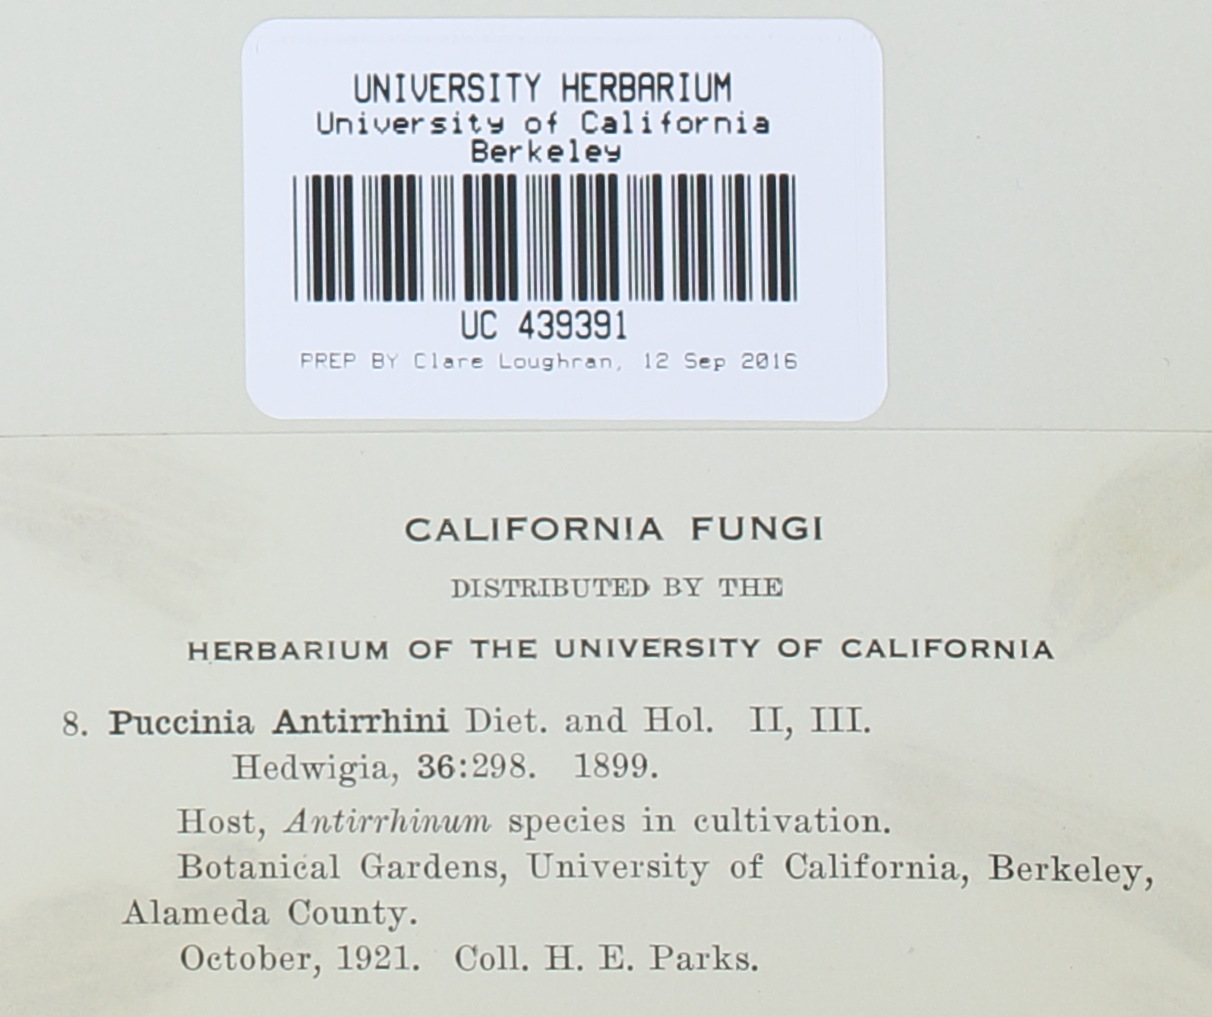 UNIVERSITY HERBARIUM
University of California
Berkeley
UC 439391
PREP BY Clare Loughran, 12 Sep 2016
CALIFORNIA FUNGI
DISTRIBUTED BY THE
HERBARIUM OF THE UNIVERSITY OF CALIFORNIA
8. Puccinia Antirrhini Diet. and Hol. II, III.
Hedwigia, 36:298. 1899.
Host, Antirrhinum species in cultivation.
Botanical Gardens, University of California, Berkeley,
Alameda County.
October, 1921. Coll. H. E. Parks.